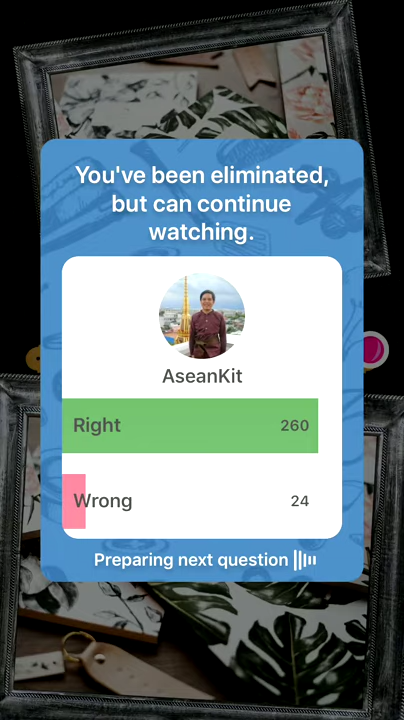 You've been eliminated,
but can continue
watching.
AseanKit
Right 260
Wrong 24
Preparing next question